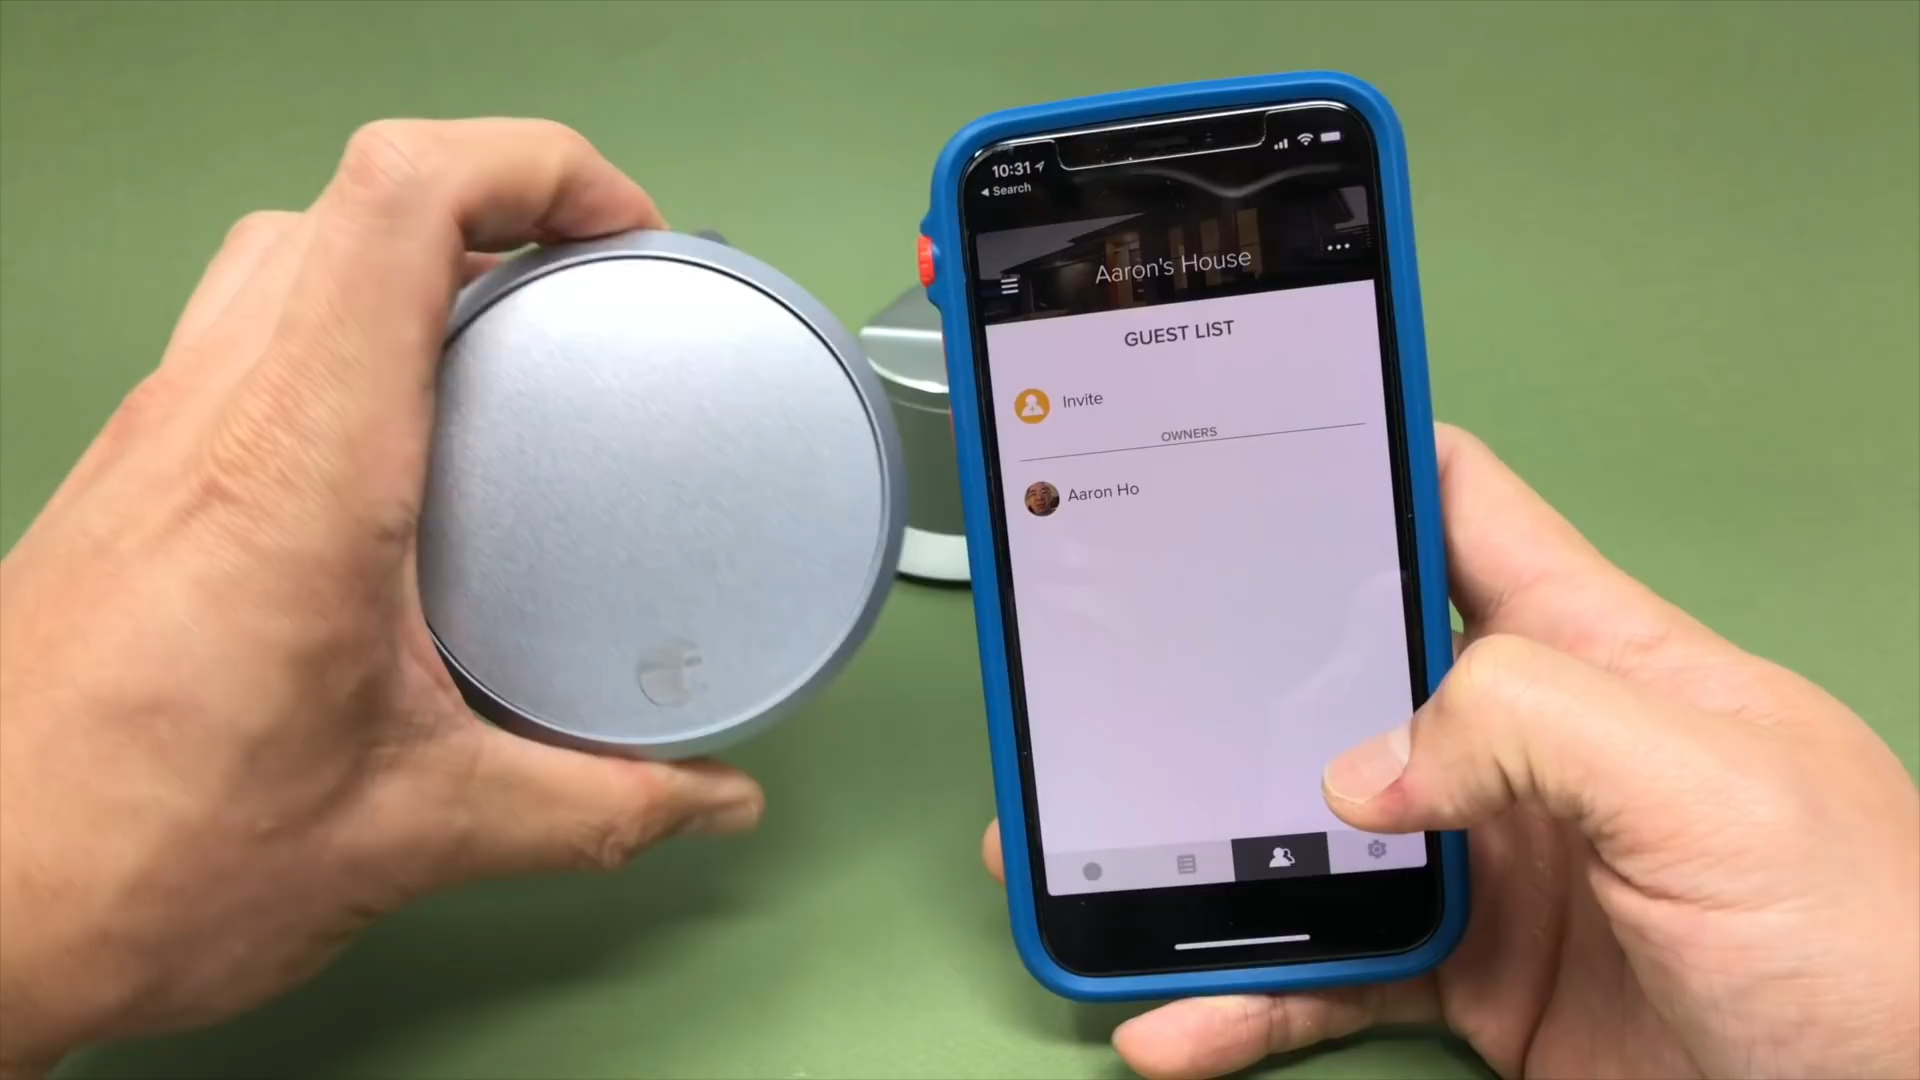 10:31
Search
Aaron's House
GUEST LIST
Invite
OWNERS
Aaron Ho